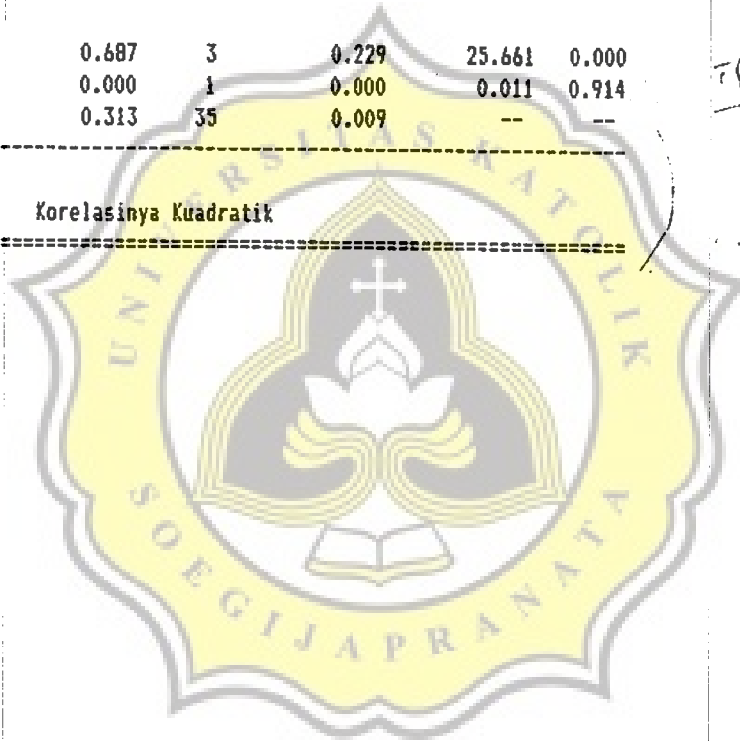 0.687 3 0.229 25.661 0.000
0.000 1 0.000 0.011 0.914
0.313 35 0.009 -- --
Korelasinya Kuadratik
UNIVERSITAS KATOLIK
SOEGIJAPRANATA